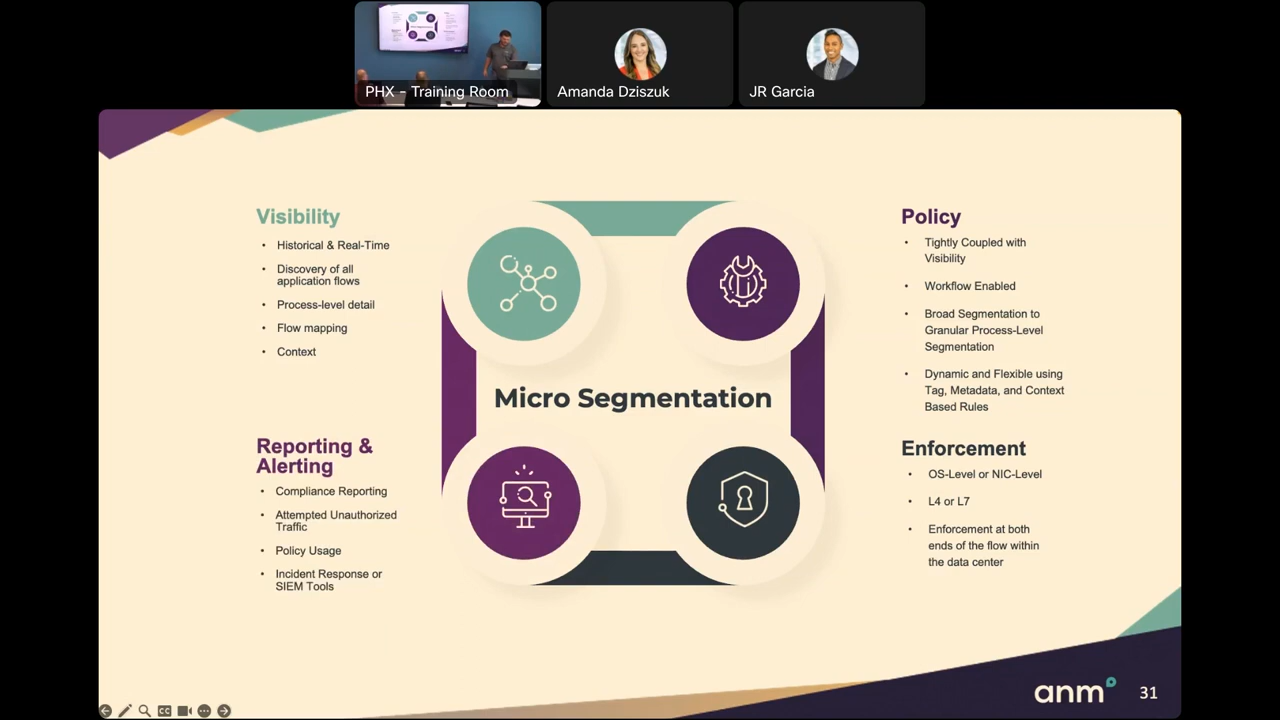 PHX - Training Room
Amanda Dziszuk
JR Garcia
Visibility
• Historical & Real-Time
• Discovery of all
application flows
• Process-level detail
• Flow mapping
• Context
Reporting &
Alerting
• Compliance Reporting
• Attempted Unauthorized
Traffic
• Policy Usage
• Incident Response or
SIEM Tools
Micro Segmentation
Policy
• Tightly Coupled with
Visibility
• Workflow Enabled
• Broad Segmentation to
Granular Process-Level
Segmentation
• Dynamic and Flexible using
Tag, Metadata, and Context
Based Rules
Enforcement
• OS-Level or NIC-Level
• L4 or L7
• Enforcement at both
ends of the flow within
the data center
anm
31
CC